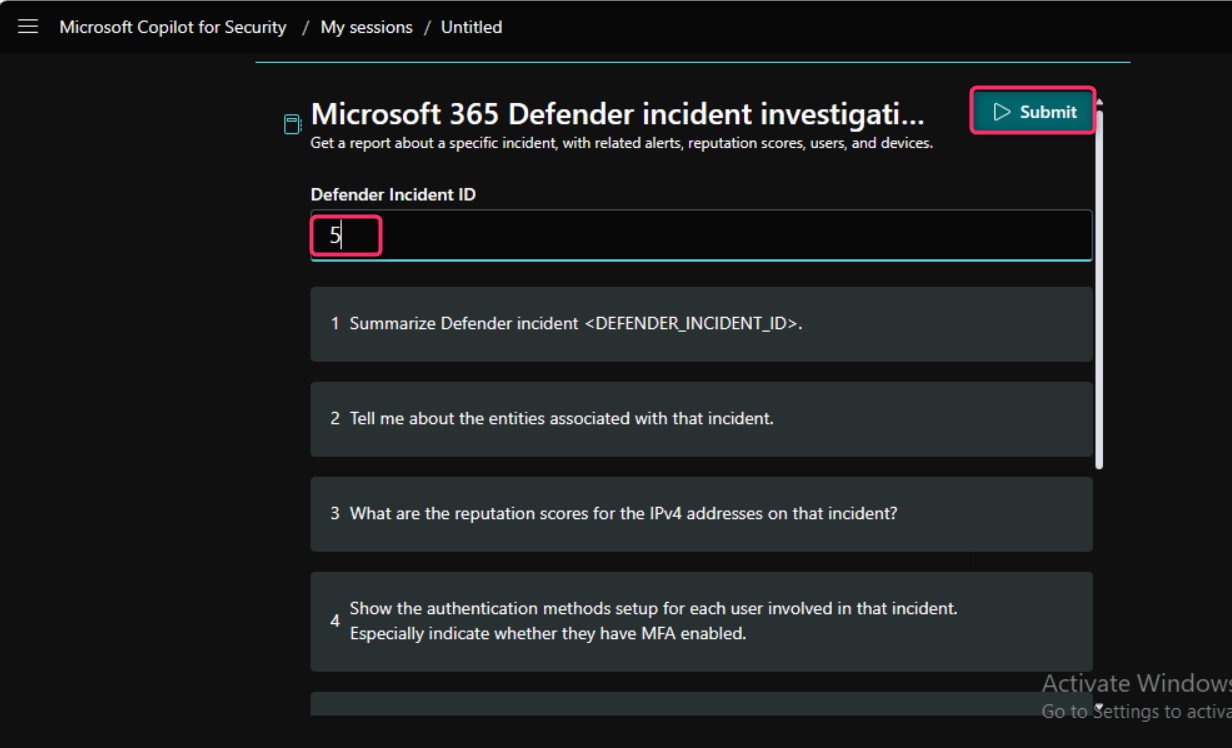 Microsoft Copilot for Security / My sessions / Untitled
Microsoft 365 Defender incident investigati...
Submit
Get a report about a specific incident, with related alerts, reputation scores, users, and devices.
Defender Incident ID
5
1 Summarize Defender incident <DEFENDER_INCIDENT_ID>.
2 Tell me about the entities associated with that incident.
3 What are the reputation scores for the IPv4 addresses on that incident?
4 Show the authentication methods setup for each user involved in that incident.
Especially indicate whether they have MFA enabled.
Activate Windows
Go to Settings to activa